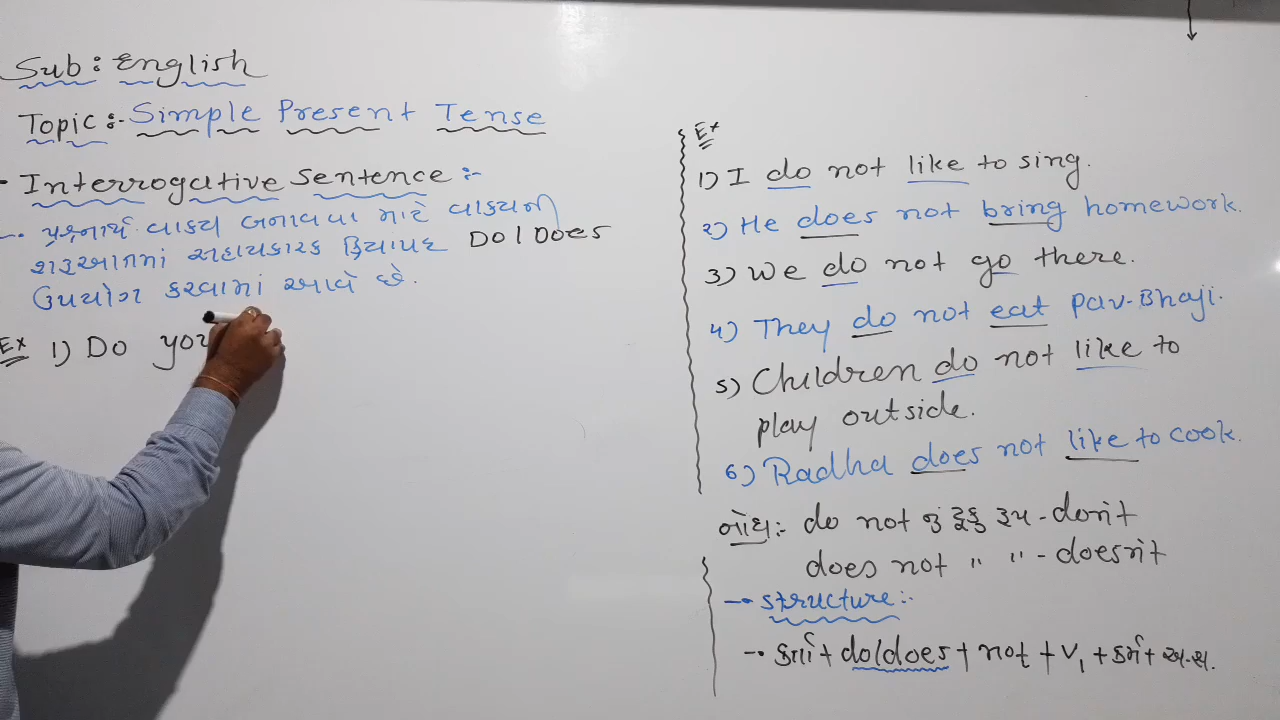 Sub: English
Topic:- Simple Present Tense
- Interrogative Sentence :-
→ પ્રશ્નાર્થ વાકય બનાવવા માટે વાકયની
શરૂઆતમાં સહાયકારક ક્રિયાપદ Do/Does
ઉપયોગ કરવામાં આવે છે.
Ex 1) Do you
Ex
1) I do not like to sing.
2) He does not bring homework.
3) We do not go there.
4) They do not eat Pav-Bhaji.
5) Children do not like to
play outside.
6) Radha does not like to cook.
નોંધ:- do not નું ટૂંકુ રૂપ - don't
does not " " - doesn't
→ structure:-
→ કર્તા + do/does + not + V1 + કર્મ + અ.સ.